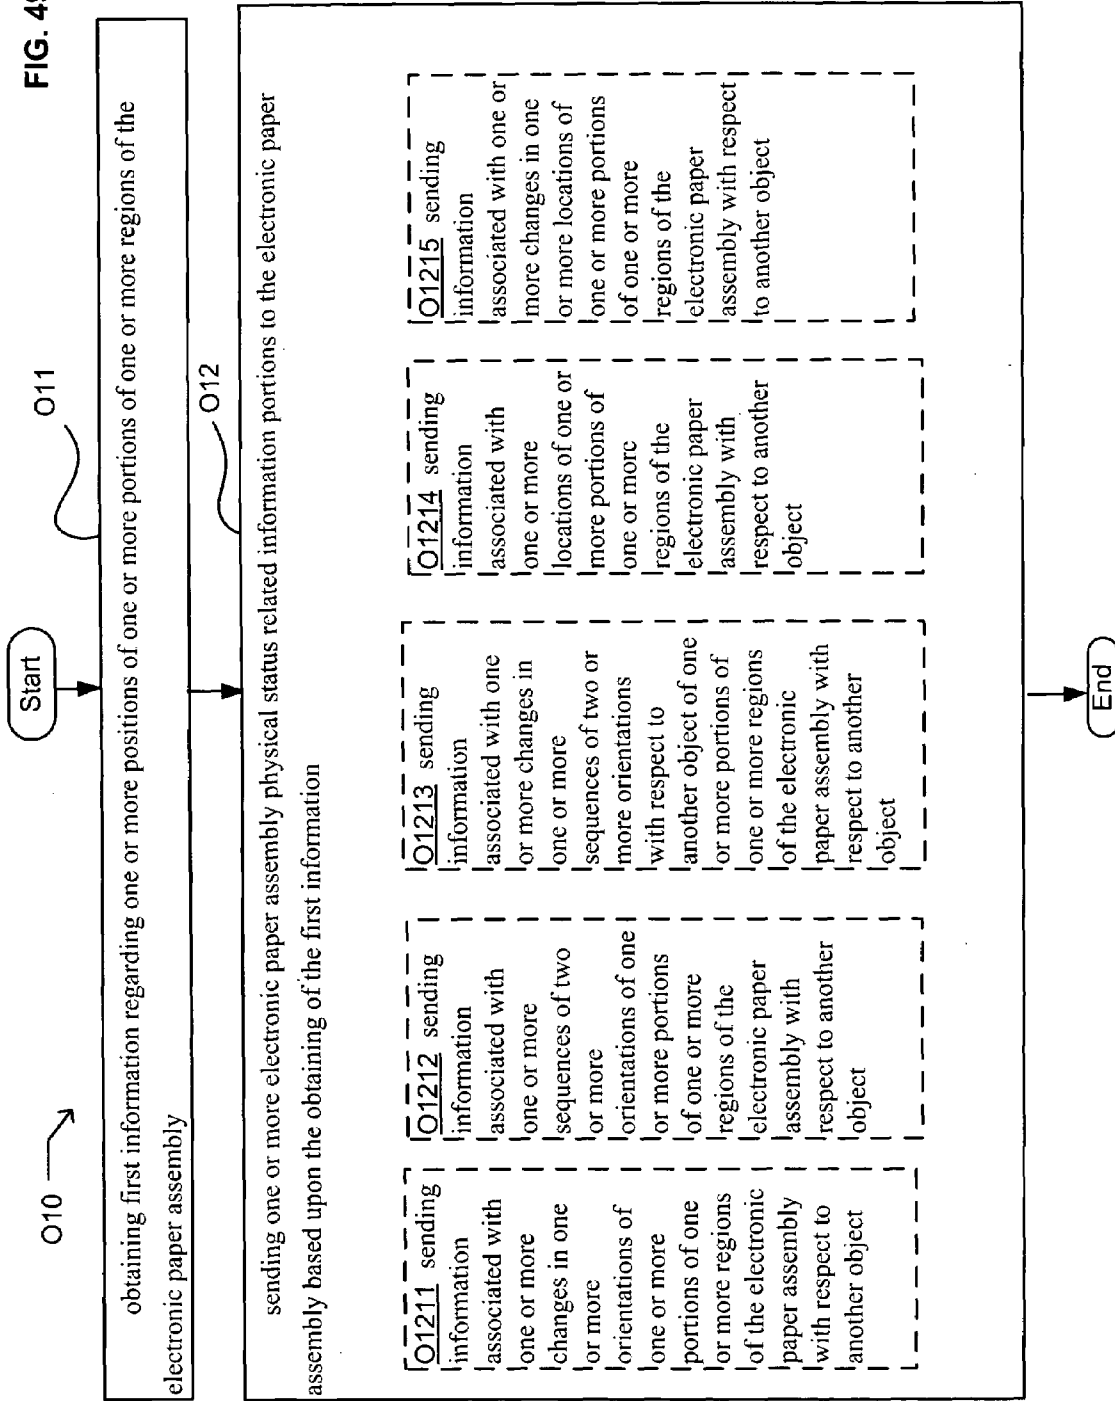 FIG. 49
O10
Start
O11
obtaining first information regarding one or more positions of one or more portions of one or more regions of the
electronic paper assembly
O12
sending one or more electronic paper assembly physical status related information portions to the electronic paper
assembly based upon the obtaining of the first information
O1211 sending
information
associated with
one or more
changes in one
or more
orientations of
one or more
portions of one
or more regions
of the electronic
paper assembly
with respect to
another object
O1212 sending
information
associated with
one or more
sequences of two
or more
orientations of one
or more portions
of one or more
regions of the
electronic paper
assembly with
respect to another
object
O1213 sending
information
associated with one
or more changes in
one or more
sequences of two or
more orientations
with respect to
another object of one
or more portions of
one or more regions
of the electronic
paper assembly with
respect to another
object
O1214 sending
information
associated with
one or more
locations of one or
more portions of
one or more
regions of the
electronic paper
assembly with
respect to another
object
O1215 sending
information
associated with one or
more changes in one
or more locations of
one or more portions
of one or more
regions of the
electronic paper
assembly with respect
to another object
End